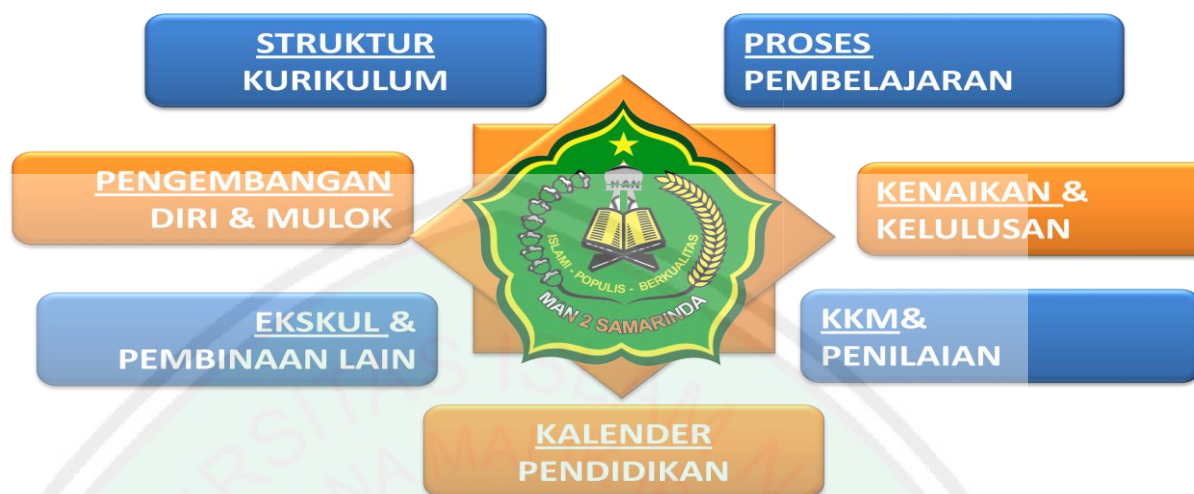 STRUKTUR
KURIKULUM
PROSES
PEMBELAJARAN
PENGEMBANGAN
DIRI & MULOK
KENAIKAN &
KELULUSAN
EKSKUL &
PEMBINAAN LAIN
KKM&
PENILAIAN
KALENDER
PENDIDIKAN
MAN
ISLAMI - POPULIS - BERKUALITAS
MAN 2 SAMARINDA